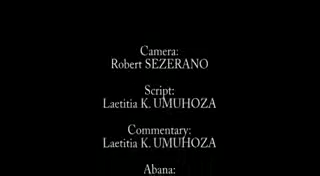 Camera:
Robert SEZERANO
Script:
Laetitia K. UMUHOZA
Commentary:
Laetitia K. UMUHOZA
Abana: